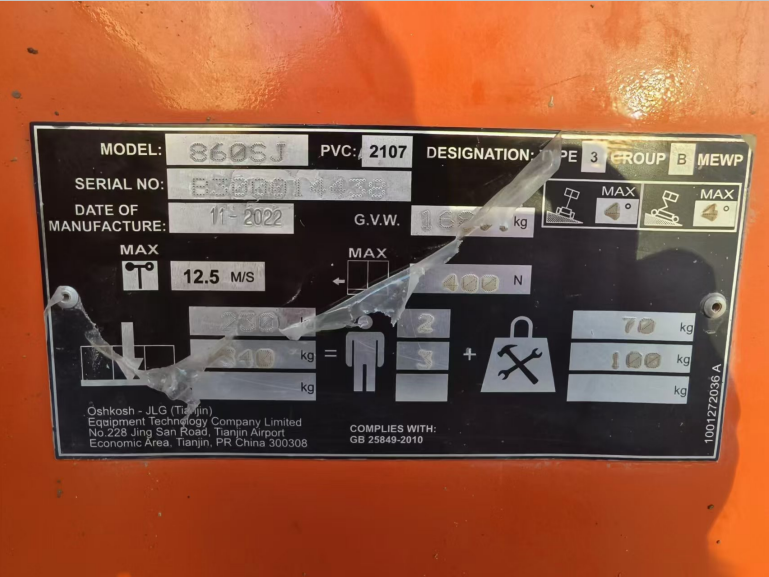 MODEL: 860SJ PVC: 2107 DESIGNATION: TYPE 3 GROUP B MEWP
SERIAL NO:
DATE OF MANUFACTURE: 11-2022 G.V.W. kg MAX 4° MAX 4°
MAX 12.5 M/S MAX 400 N
kg 2 70 kg
kg = + 100 kg
kg kg
Oshkosh - JLG (Tianjin)
Equipment Technology Company Limited
No.228 Jing San Road, Tianjin Airport
Economic Area, Tianjin, PR China 300308
COMPLIES WITH:
GB 25849-2010
1001272036 A